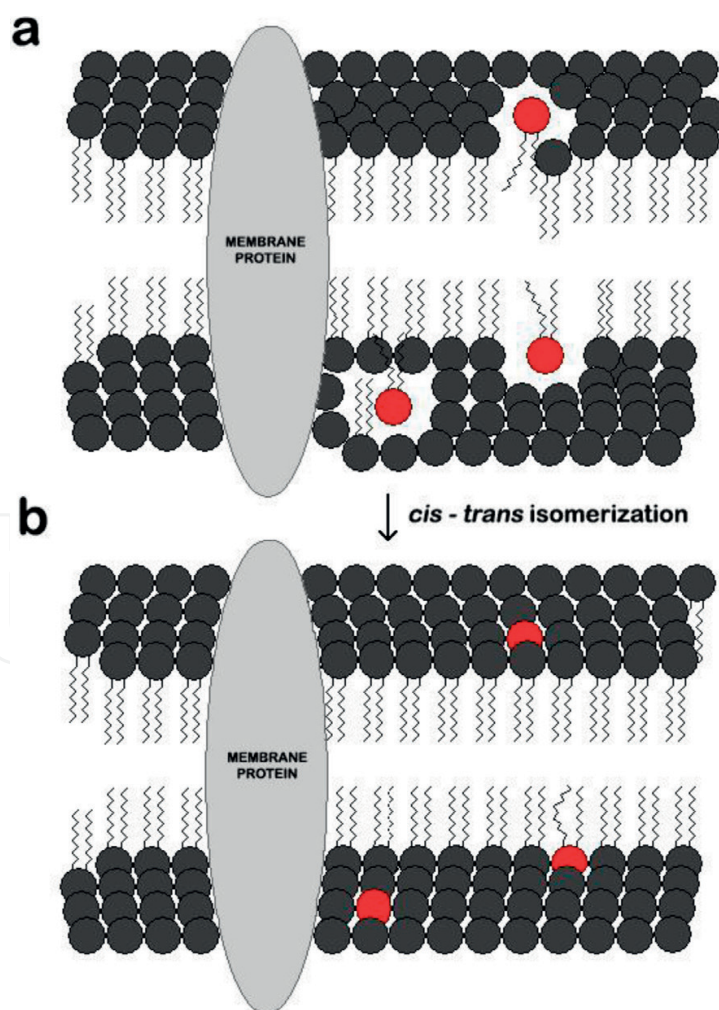 a
MEMBRANE
PROTEIN
cis - trans isomerization
b
MEMBRANE
PROTEIN